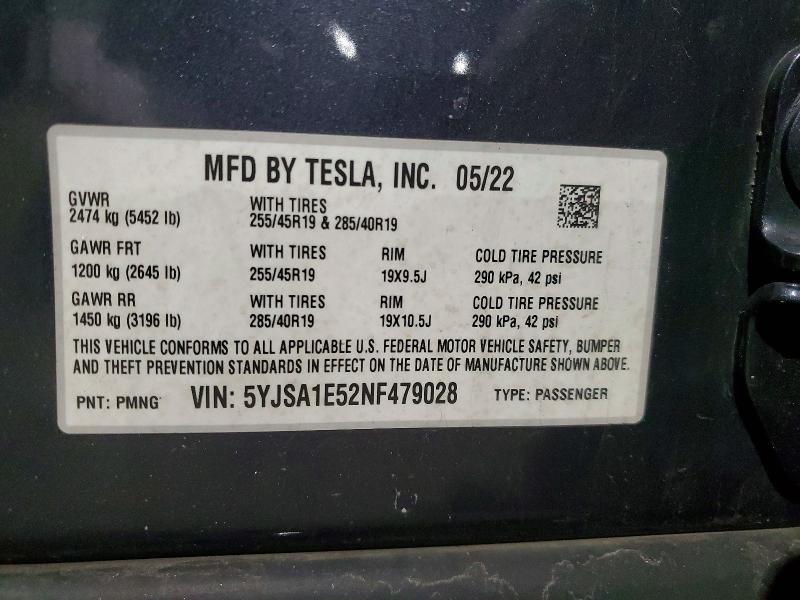 MFD BY TESLA, INC. 05/22
GVWR
2474 kg (5452 lb)
WITH TIRES
255/45R19 & 285/40R19
GAWR FRT
1200 kg (2645 lb)
WITH TIRES
255/45R19
RIM
19X9.5J
COLD TIRE PRESSURE
290 kPa, 42 psi
GAWR RR
1450 kg (3196 lb)
WITH TIRES
285/40R19
RIM
19X10.5J
COLD TIRE PRESSURE
290 kPa, 42 psi
THIS VEHICLE CONFORMS TO ALL APPLICABLE U.S. FEDERAL MOTOR VEHICLE SAFETY, BUMPER
AND THEFT PREVENTION STANDARDS IN EFFECT ON THE DATE OF MANUFACTURE SHOWN ABOVE.
PNT: PMNG VIN: 5YJSA1E52NF479028 TYPE: PASSENGER